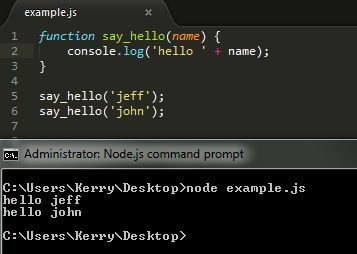 example.js
×
1 function say_hello(name) {
2 console.log('hello ' + name);
3 }
4
5 say_hello('jeff');
6 say_hello('john');
7
C:\. Administrator: Node.js command prompt
C:\Users\Kerry\Desktop>node example.js
hello jeff
hello john
C:\Users\Kerry\Desktop>